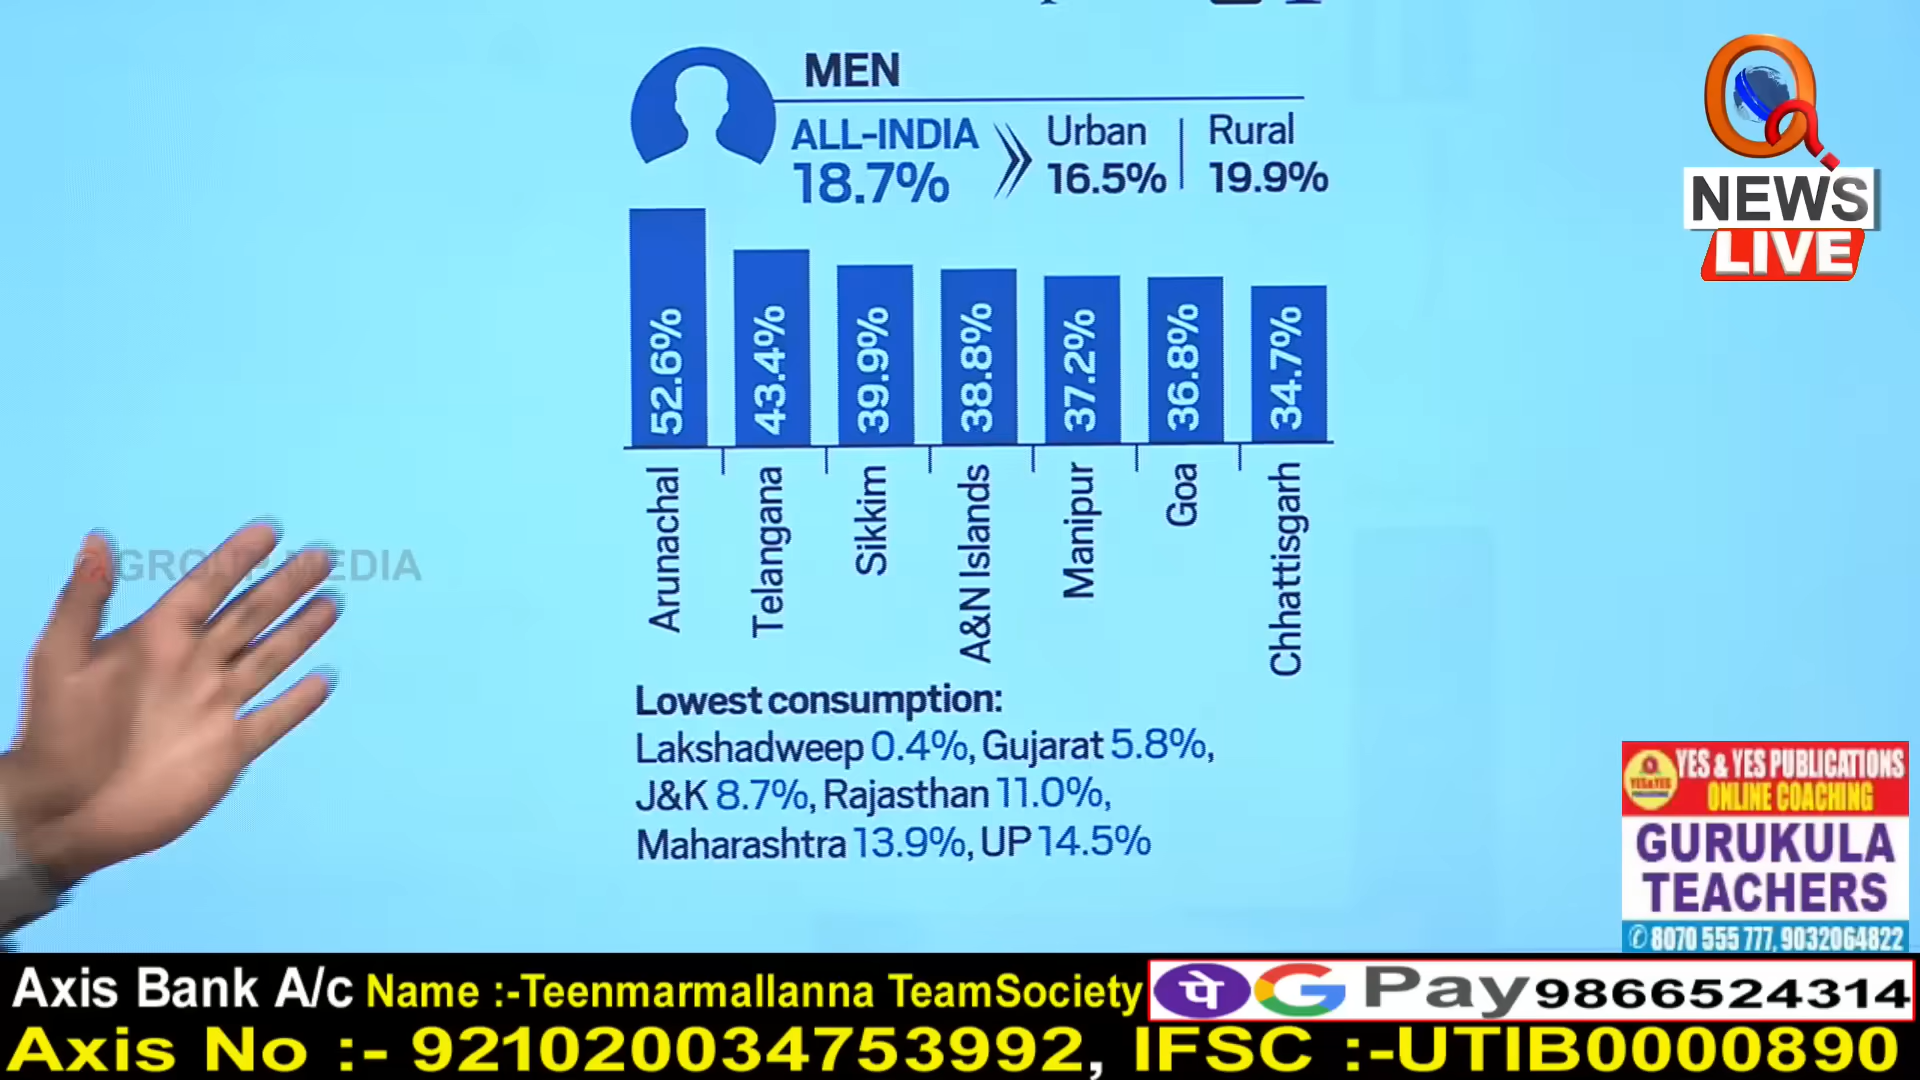 MEN
ALL-INDIA
18.7%
Urban
16.5%
Rural
19.9%
52.6%
43.4%
39.9%
38.8%
37.2%
36.8%
34.7%
Arunachal
Telangana
Sikkim
A&N Islands
Manipur
Goa
Chhattisgarh
Lowest consumption:
Lakshadweep 0.4%, Gujarat 5.8%,
J&K 8.7%, Rajasthan 11.0%,
Maharashtra 13.9%, UP 14.5%
Q GROUP MEDIA
Q
NEWS
LIVE
YES & YES PUBLICATIONS
ONLINE COACHING
GURUKULA
TEACHERS
8070 555 777, 9032064822
Axis Bank A/c Name :-Teenmarmallanna TeamSociety पे G Pay 9866524314
Axis No :- 921020034753992, IFSC :-UTIB0000890